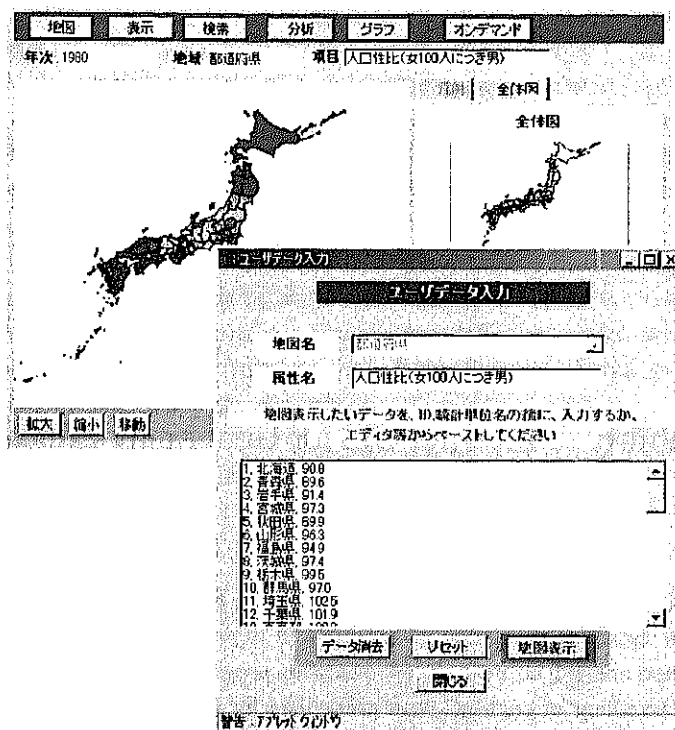 地図 表示 検索 分析 グラフ オンデマンド
年次 1980 地域 都道府県 項目 人口性比(女100人につき男)
全体図
全体図
ユーザデータ入力
ユーザデータ入力
地図名 都道府県
属性名 人口性比(女100人につき男)
地図表示したいデータを、ID,統計単位名の後に、入力するか、
エディタ等からペーストしてください
1, 北海道, 90.8
2, 青森県, 89.6
3, 岩手県, 91.4
4, 宮城県, 97.3
5, 秋田県, 89.9
6, 山形県, 96.3
7, 福島県, 94.9
8, 茨城県, 97.4
9, 栃木県, 99.5
10, 群馬県, 97.0
11, 埼玉県, 102.6
12, 千葉県, 101.9
拡大 縮小 移動
データ消去 リセット 地図表示
閉じる
警告 : アプレット ウィンドウ